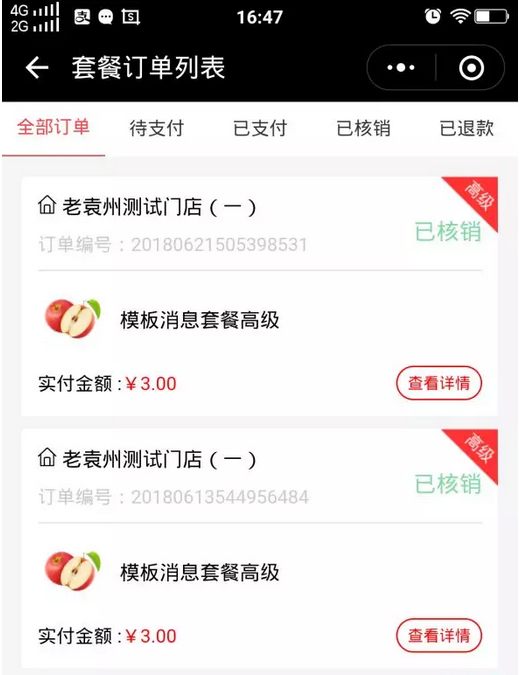 4G
2G
16:47
套餐订单列表
全部订单 待支付 已支付 已核销 已退款
老袁州测试门店（一）
高级
订单编号：20180621505398531
已核销
模板消息套餐高级
实付金额:￥3.00
查看详情
老袁州测试门店（一）
高级
订单编号：20180613544956484
已核销
模板消息套餐高级
实付金额:￥3.00
查看详情